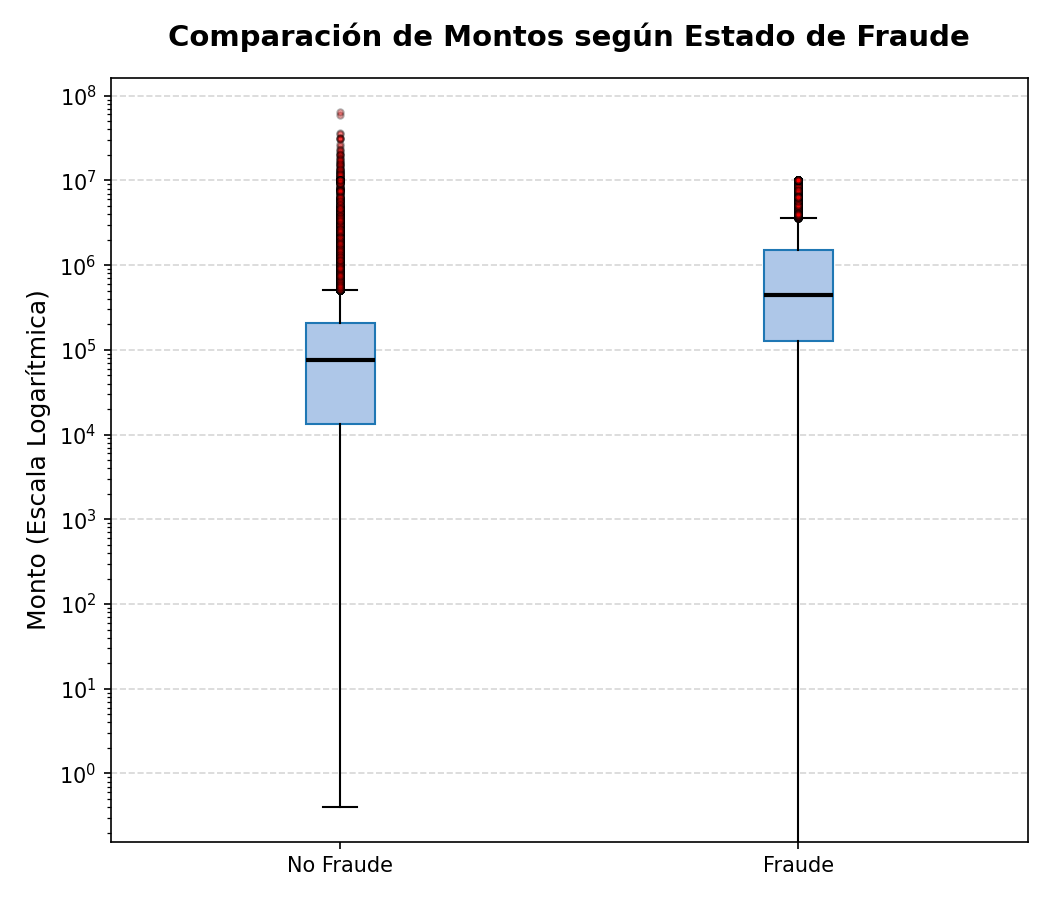 Comparación de Montos según Estado de Fraude
Monto (Escala Logarítmica)
10⁸
10⁷
10⁶
10⁵
10⁴
10³
10²
10¹
10⁰
No Fraude
Fraude